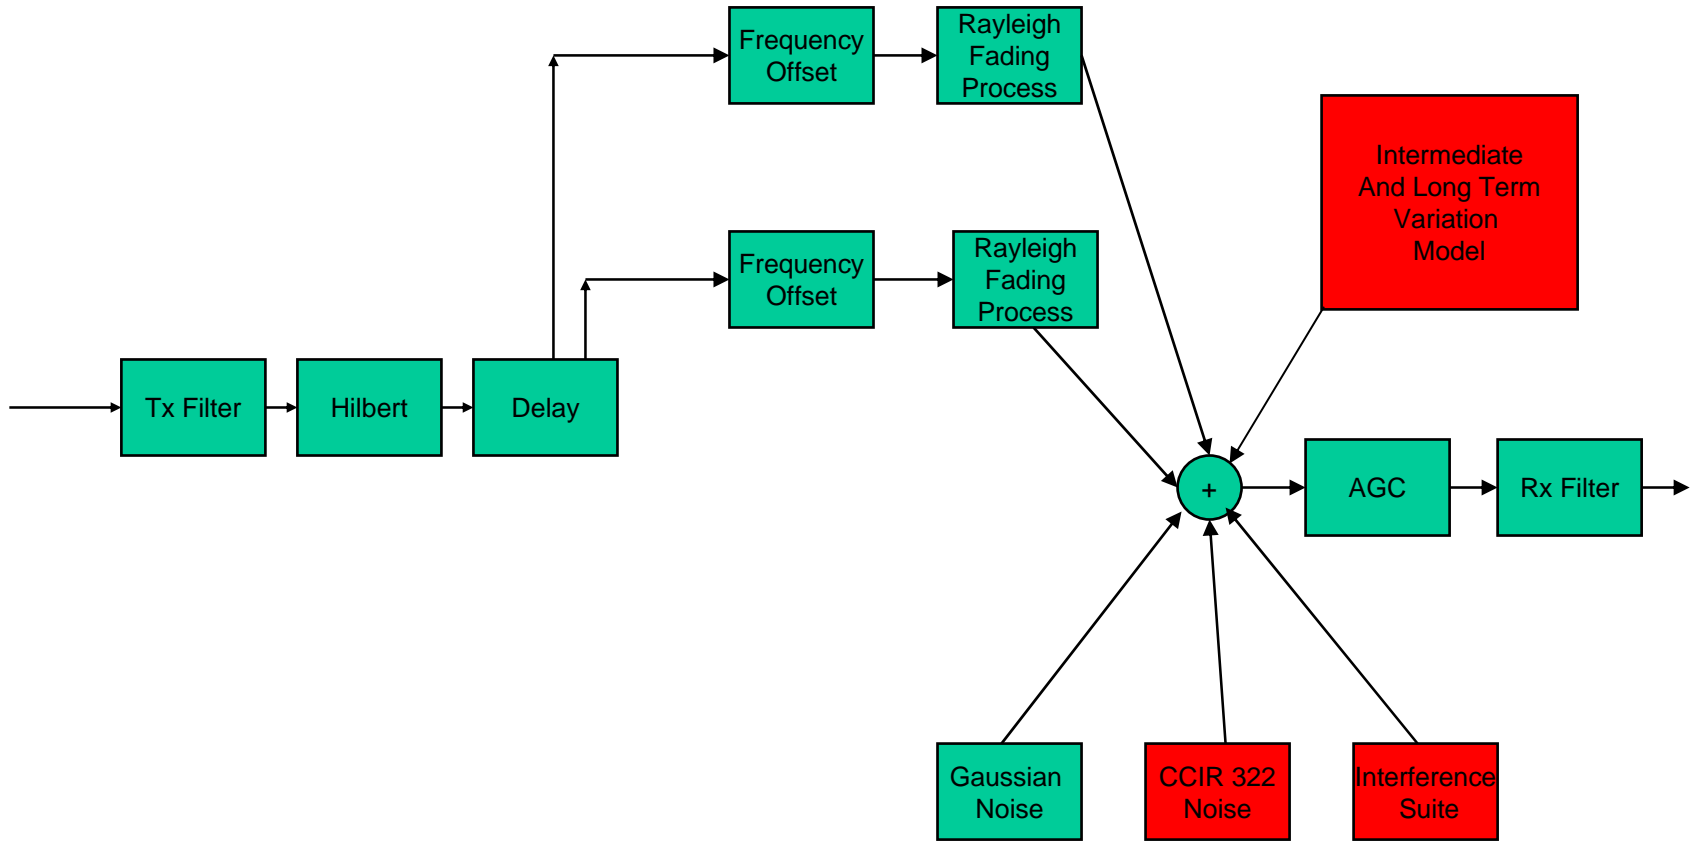 Frequency
Offset
Rayleigh
Fading
Process
Intermediate
And Long Term
Variation
Model
Frequency
Offset
Rayleigh
Fading
Process
Tx Filter
Hilbert
Delay
+
AGC
Rx Filter
Gaussian
Noise
CCIR 322
Noise
Interference
Suite